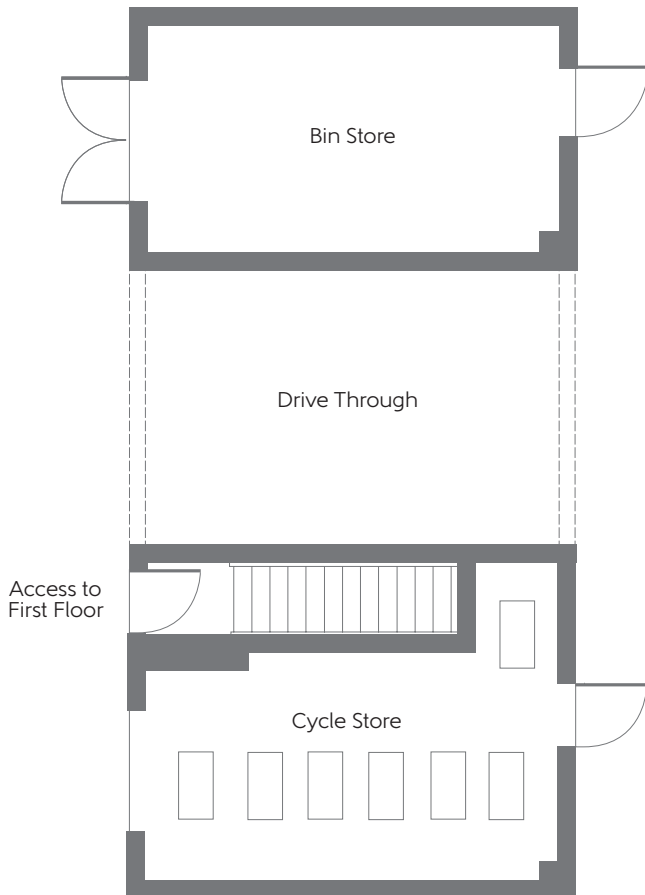 Bin Store
Drive Through
Access to
First Floor
Cycle Store